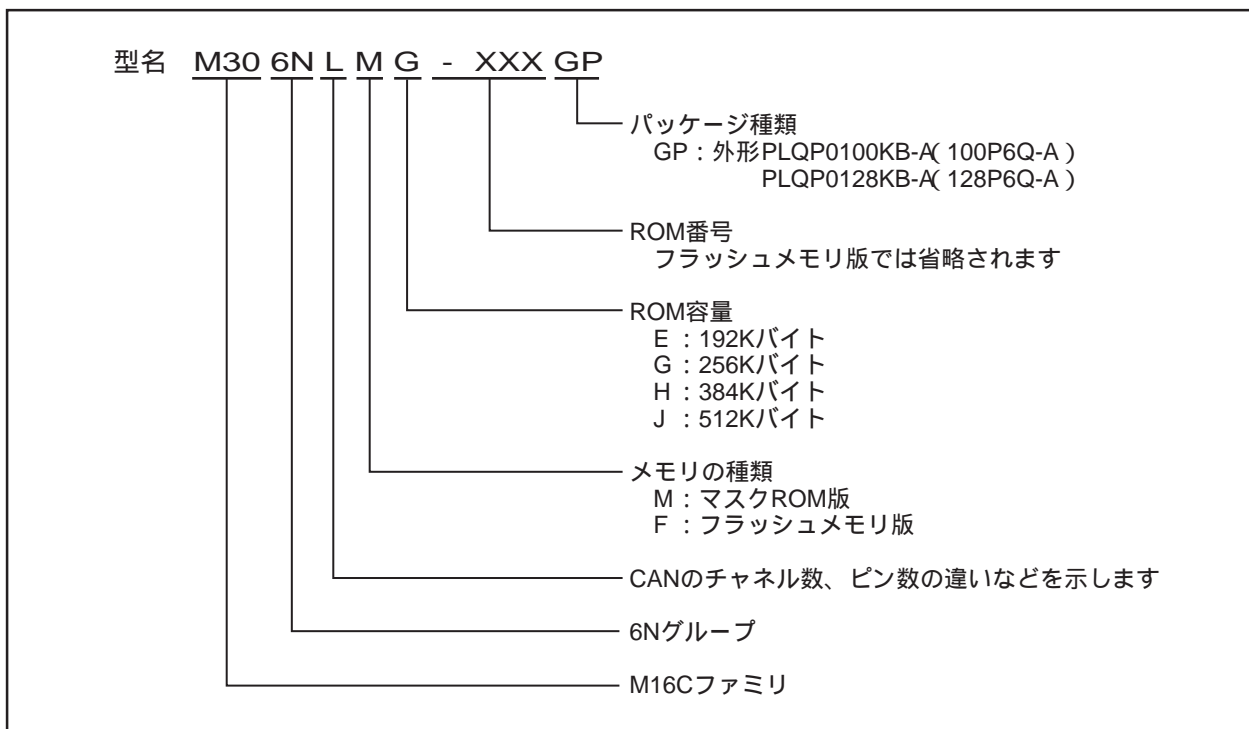 型名 M30 6N L M G - XXX GP
パッケージ種類
GP：外形PLQP0100KB-A（100P6Q-A）
PLQP0128KB-A（128P6Q-A）
ROM番号
フラッシュメモリ版では省略されます
ROM容量
E ：192Kバイト
G ：256Kバイト
H ：384Kバイト
J ：512Kバイト
メモリの種類
M：マスクROM版
F ：フラッシュメモリ版
CANのチャネル数、ピン数の違いなどを示します
6Nグループ
M16Cファミリ